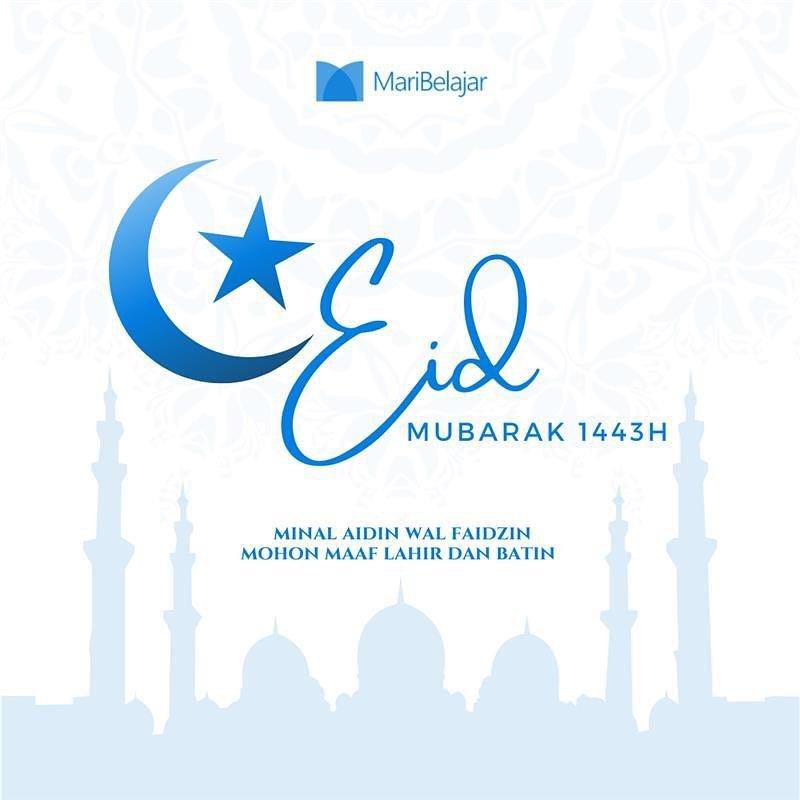 MariBelajar
Eid
MUBARAK 1443H
MINAL AIDIN WAL FAIDZIN
MOHON MAAF LAHIR DAN BATIN